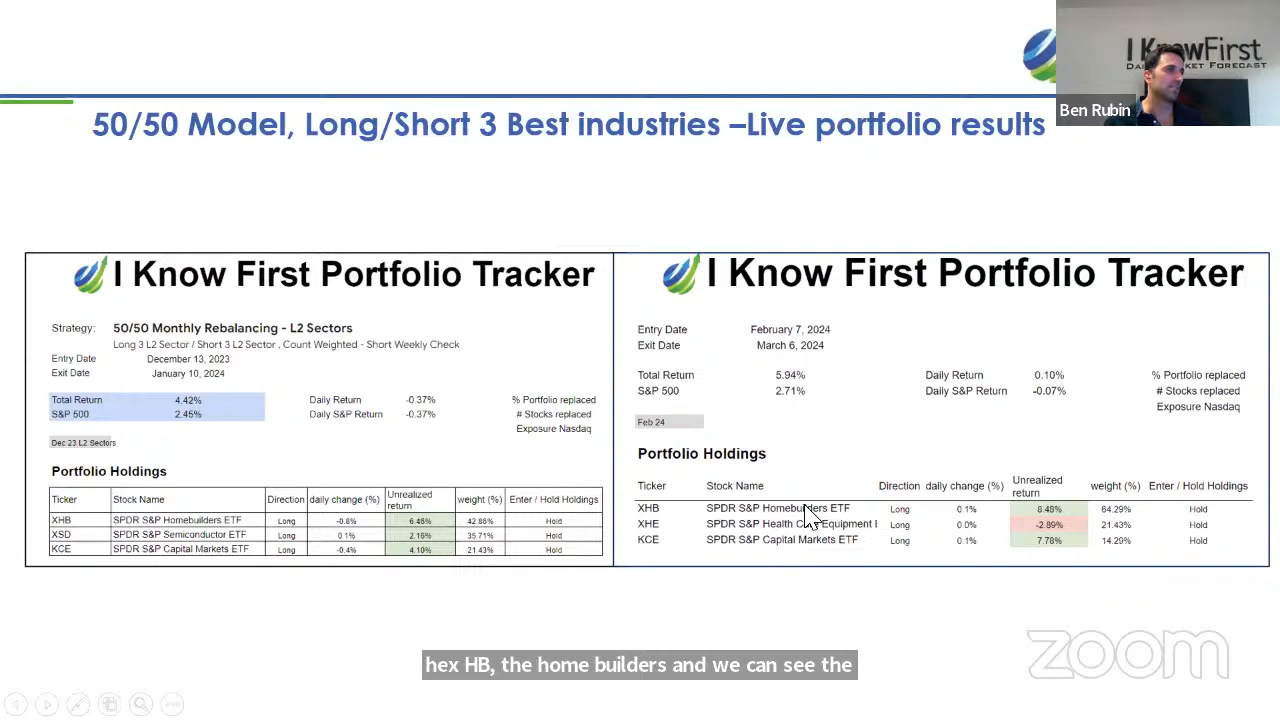 I KnowFirst
DAILY MARKET FORECAST
Ben Rubin
50/50 Model, Long/Short 3 Best industries –Live portfolio results
I Know First Portfolio Tracker
Strategy: 50/50 Monthly Rebalancing - L2 Sectors
Long 3 L2 Sector / Short 3 L2 Sector , Count Weighted - Short Weekly Check
Entry Date December 13, 2023
Exit Date January 10, 2024
Total Return 4.42% Daily Return -0.37% % Portfolio replaced
S&P 500 2.45% Daily S&P Return -0.37% # Stocks replaced
Exposure Nasdaq
Dec 23 L2 Sectors
Portfolio Holdings
Ticker Stock Name Direction daily change (%) Unrealized return weight (%) Enter / Hold Holdings
XHB SPDR S&P Homebuilders ETF Long -0.8% 6.46% 42.86% Hold
XSD SPDR S&P Semiconductor ETF Long 0.1% 2.16% 35.71% Hold
KCE SPDR S&P Capital Markets ETF Long -0.4% 4.10% 21.43% Hold
I Know First Portfolio Tracker
Entry Date February 7, 2024
Exit Date March 6, 2024
Total Return 5.94% Daily Return 0.10% % Portfolio replaced
S&P 500 2.71% Daily S&P Return -0.07% # Stocks replaced
Exposure Nasdaq
Feb 24
Portfolio Holdings
Ticker Stock Name Direction daily change (%) Unrealized return weight (%) Enter / Hold Holdings
XHB SPDR S&P Homebuilders ETF Long 0.1% 8.48% 64.29% Hold
XHE SPDR S&P Health Equipment Long 0.0% -2.89% 21.43% Hold
KCE SPDR S&P Capital Markets ETF Long 0.1% 7.78% 14.29% Hold
hex HB, the home builders and we can see the
zoom